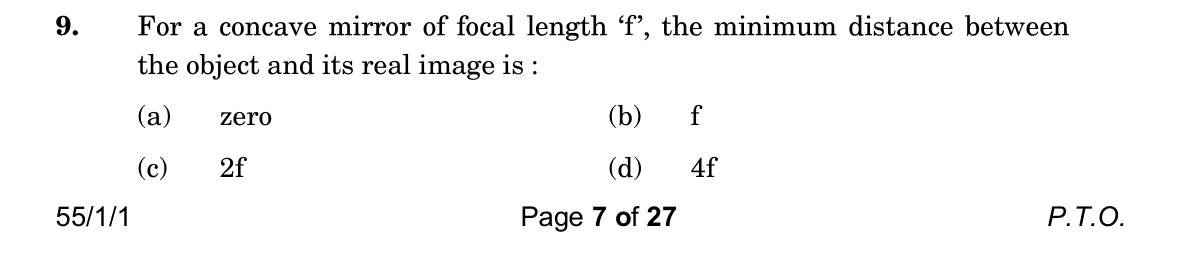 9. For a concave mirror of focal length ‘f’, the minimum distance between
the object and its real image is :
(a) zero (b) f
(c) 2f (d) 4f
55/1/1 Page 7 of 27 P.T.O.